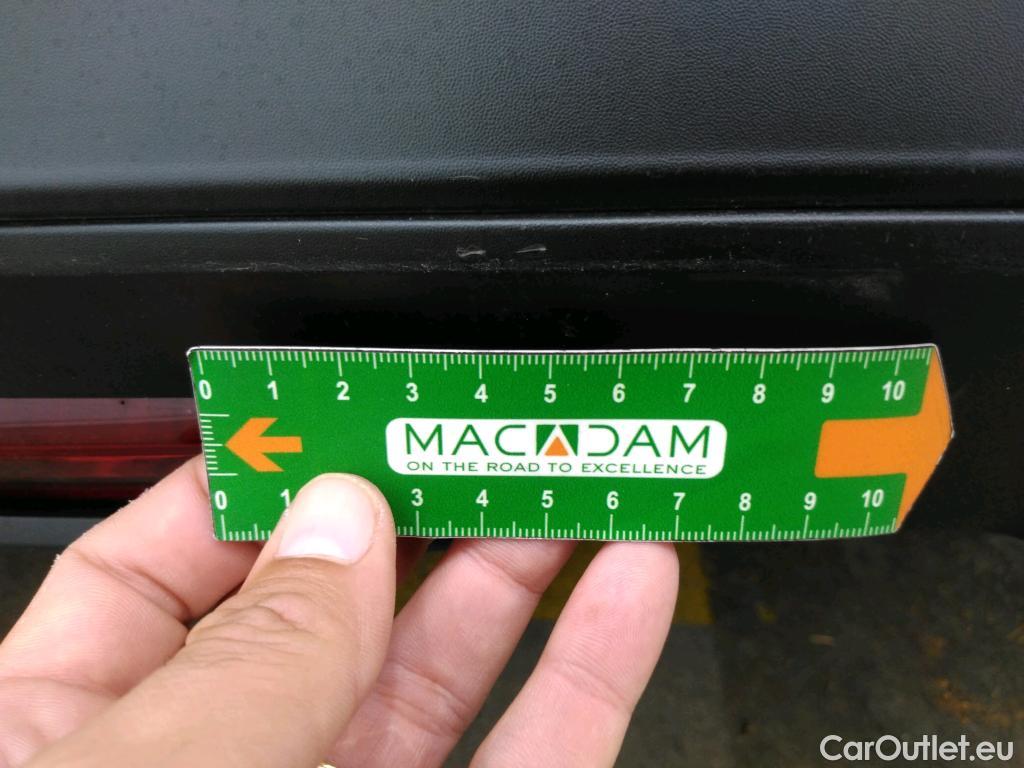 0 1 2 3 4 5 6 7 8 9 10
MACADAM
ON THE ROAD TO EXCELLENCE
0 1 3 4 5 6 7 8 9 10
CarOutlet.eu